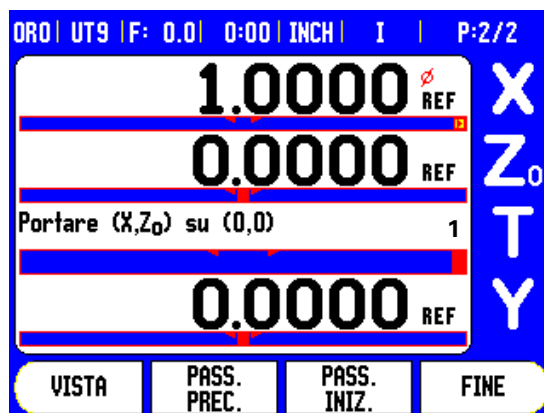 ORO| UT9 |F: 0.0| 0:00| INCH| I | P:2/2
1.0000 Ø REF X
0.0000 REF Z0
Portare (X,Z0) su (0,0) 1 T
0.0000 REF Y
VISTA PASS. PREC. PASS. INIZ. FINE